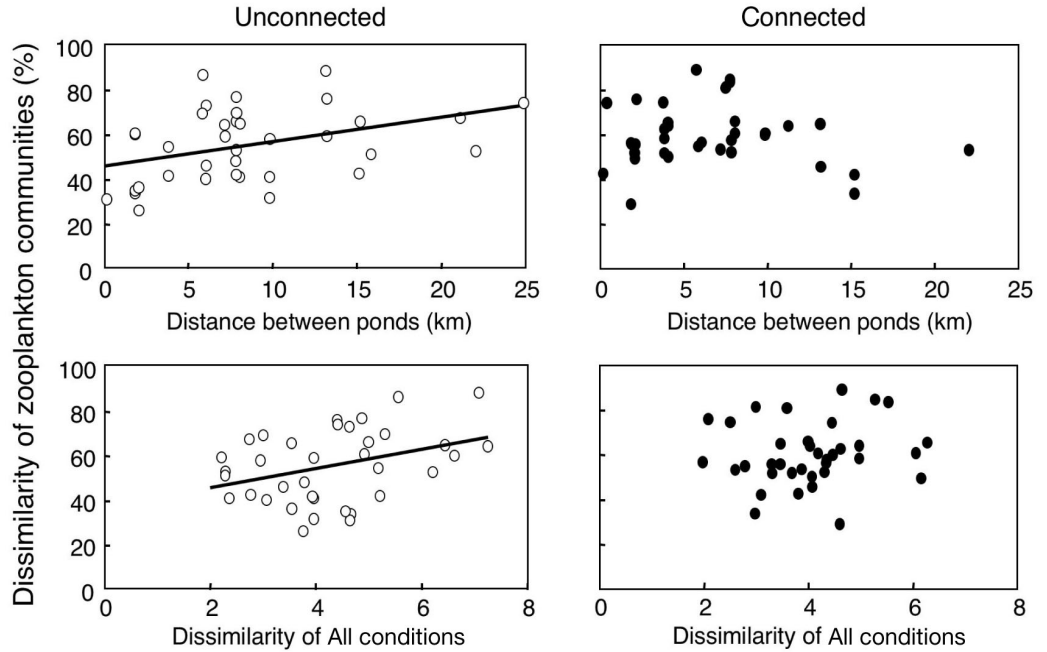 Unconnected
Connected
Dissimilarity of zooplankton communities (%)
100
80
60
40
20
0
0 5 10 15 20 25
Distance between ponds (km)
0 5 10 15 20 25
Distance between ponds (km)
100
80
60
40
20
0
0 2 4 6 8
Dissimilarity of All conditions
0 2 4 6 8
Dissimilarity of All conditions